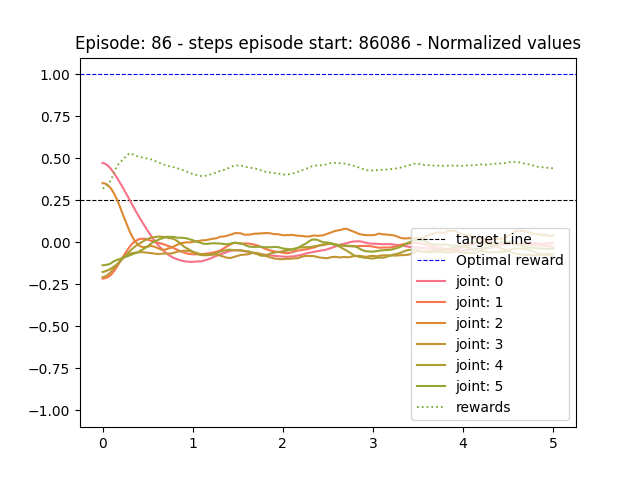 Episode: 86 - steps episode start: 86086 - Normalized values
1.00
0.75
0.50
0.25
0.00
−0.25
−0.50
−0.75
−1.00
target Line
Optimal reward
joint: 0
joint: 1
joint: 2
joint: 3
joint: 4
joint: 5
rewards
0 1 2 3 4 5